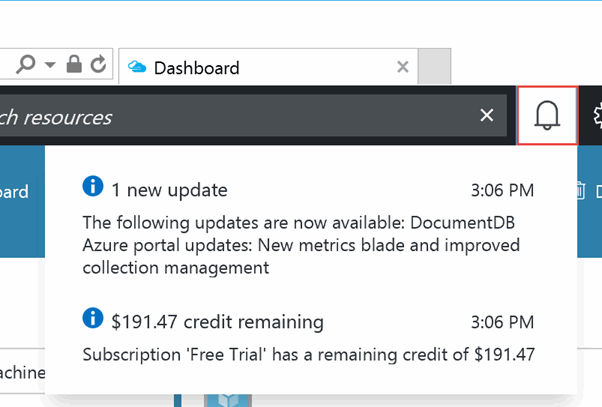 Dashboard
ch resources
oard
1 new update 3:06 PM
The following updates are now available: DocumentDB
Azure portal updates: New metrics blade and improved
collection management
$191.47 credit remaining 3:06 PM
Subscription 'Free Trial' has a remaining credit of $191.47
achine